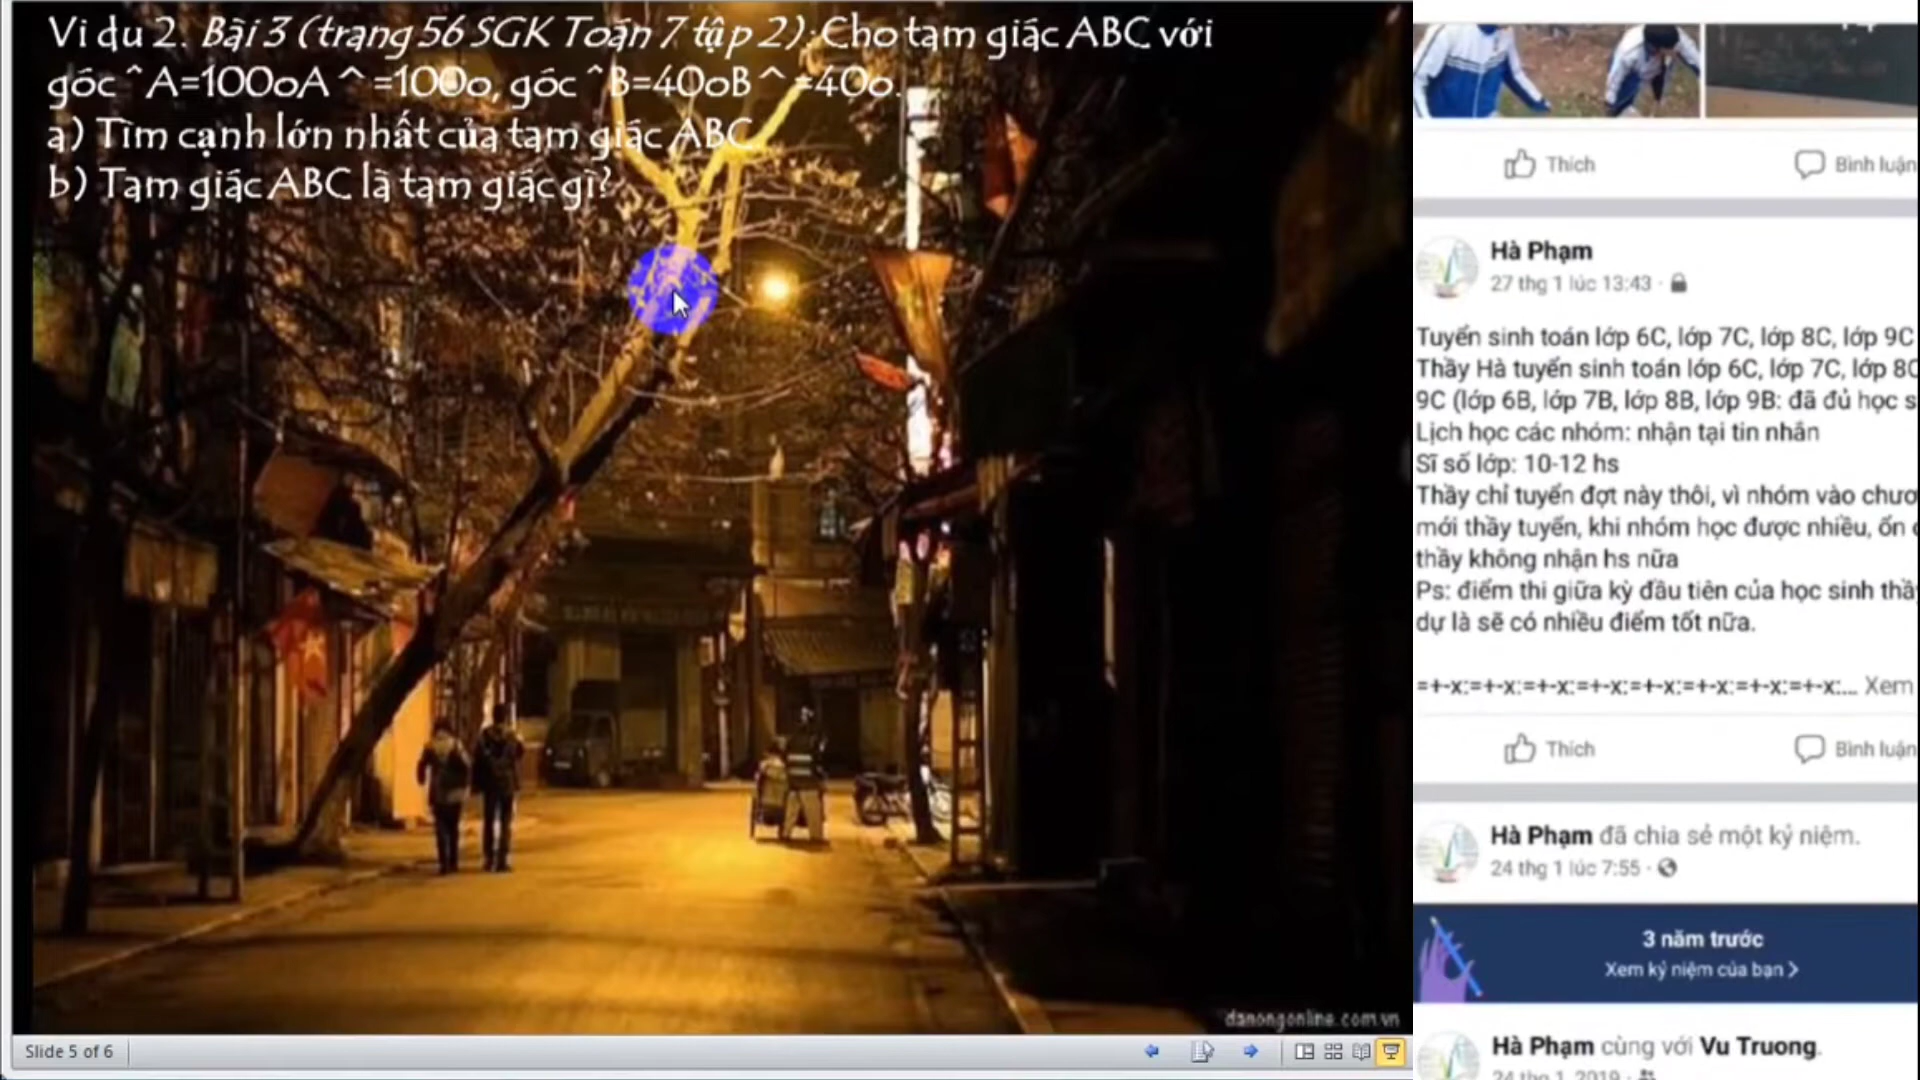 Ví dụ 2. Bài 3 (trang 56 SGK Toán 7 tập 2): Cho tam giác ABC với
góc ^A=100oA^=100o, góc ^B=40oB^=40o.
a) Tìm cạnh lớn nhất của tam giác ABC.
b) Tam giác ABC là tam giác gì?
danongonline.com.vn
Slide 5 of 6
Thích
Bình luận
Hà Phạm
27 thg 1 lúc 13:43
Tuyển sinh toán lớp 6C, lớp 7C, lớp 8C, lớp 9C
Thầy Hà tuyển sinh toán lớp 6C, lớp 7C, lớp 8C
9C (lớp 6B, lớp 7B, lớp 8B, lớp 9B: đã đủ học s
Lịch học các nhóm: nhận tại tin nhắn
Sĩ số lớp: 10-12 hs
Thầy chỉ tuyển đợt này thôi, vì nhóm vào chươ
mới thầy tuyển, khi nhóm học được nhiều, ổn
thầy không nhận hs nữa
Ps: điểm thi giữa kỳ đầu tiên của học sinh thầ
dự là sẽ có nhiều điểm tốt nữa.
=+-x:=+-x:=+-x:=+-x:=+-x:=+-x:=+-x:=+-x:... Xem
Thích
Bình luận
Hà Phạm đã chia sẻ một kỷ niệm.
24 thg 1 lúc 7:55
3 năm trước
Xem kỷ niệm của bạn >
Hà Phạm cùng với Vu Truong.
24 thg 1, 2019